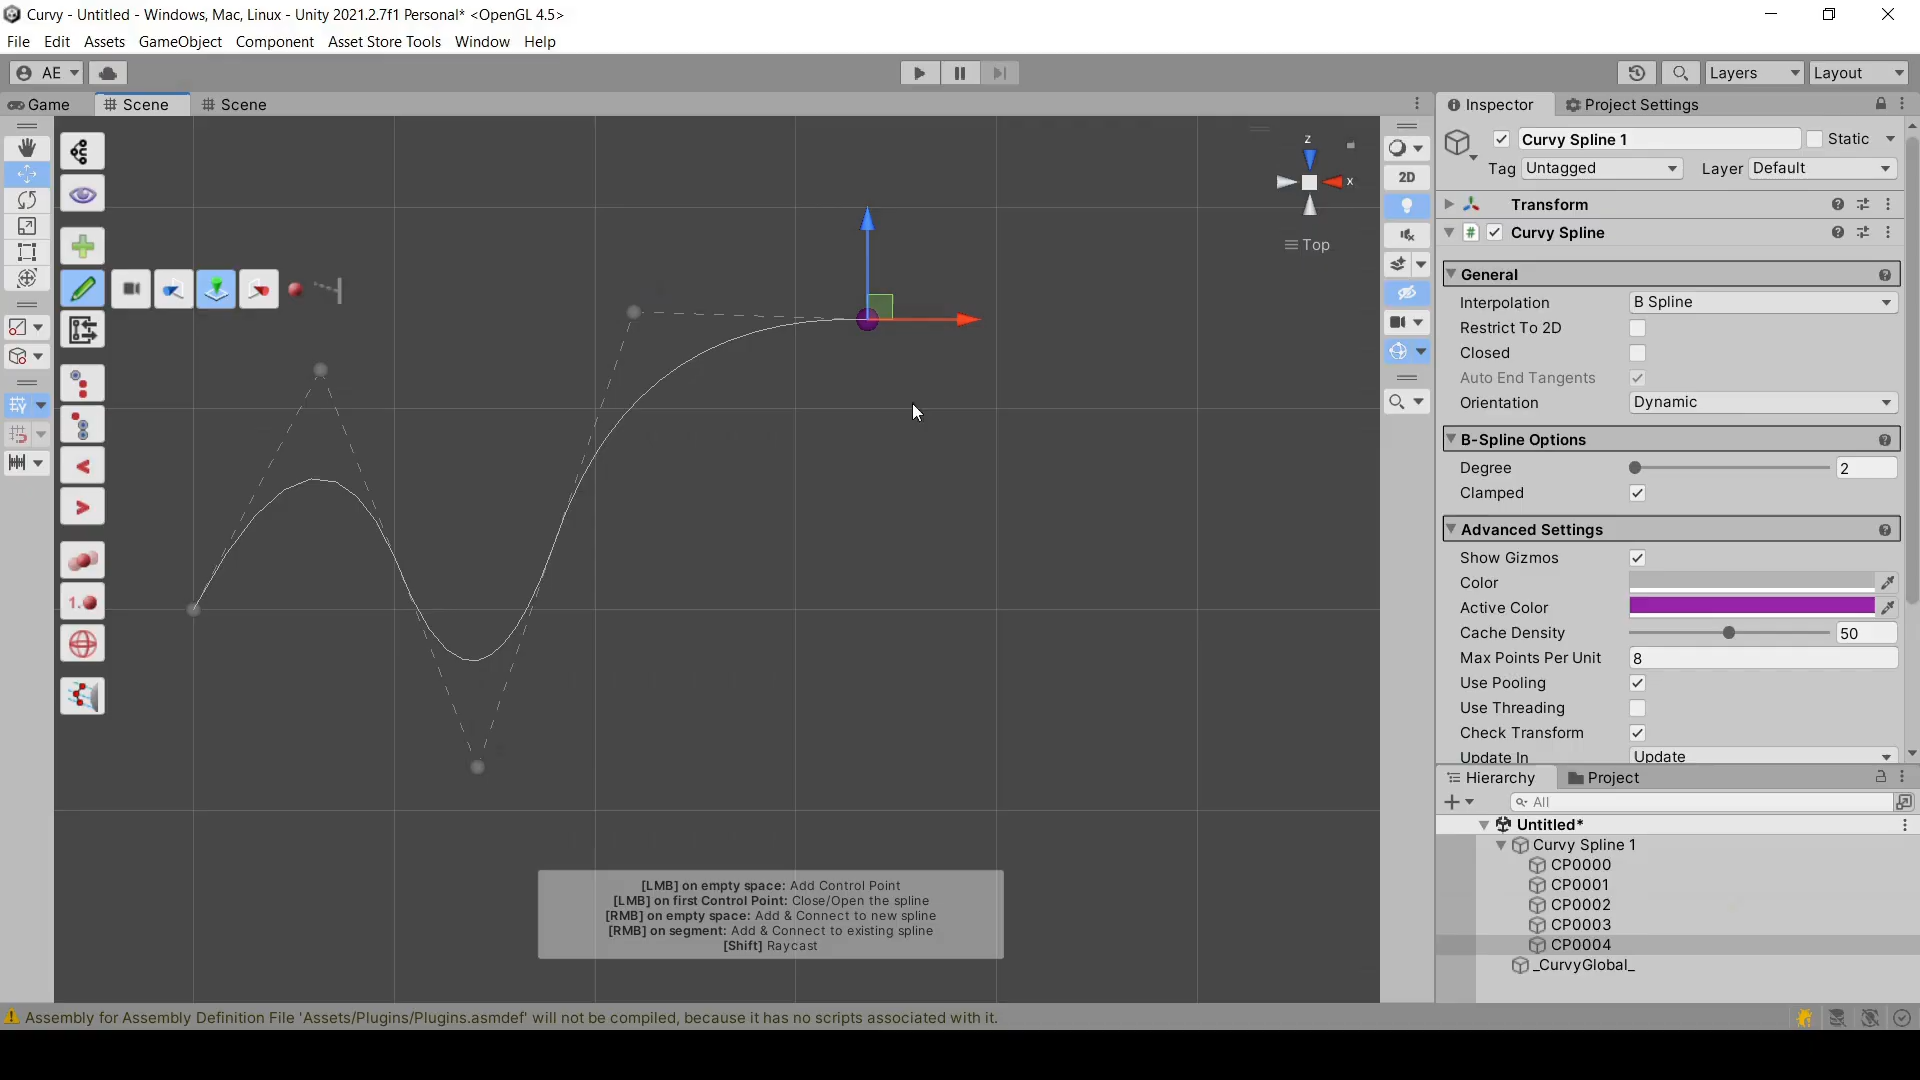 Curvy - Untitled - Windows, Mac, Linux - Unity 2021.2.7f1 Personal* <OpenGL 4.5>
File Edit Assets GameObject Component Asset Store Tools Window Help
AE
Layers
Layout
Game
Scene
Scene
z
x
Top
2D
1.
[LMB] on empty space: Add Control Point
[LMB] on first Control Point: Close/Open the spline
[RMB] on empty space: Add & Connect to new spline
[RMB] on segment: Add & Connect to existing spline
[Shift] Raycast
Inspector
Project Settings
Curvy Spline 1
Static
Tag Untagged
Layer Default
Transform
Curvy Spline
General
Interpolation B Spline
Restrict To 2D
Closed
Auto End Tangents
Orientation Dynamic
B-Spline Options
Degree 2
Clamped
Advanced Settings
Show Gizmos
Color
Active Color
Cache Density 50
Max Points Per Unit 8
Use Pooling
Use Threading
Check Transform
Update In Update
Hierarchy
Project
All
Untitled*
Curvy Spline 1
CP0000
CP0001
CP0002
CP0003
CP0004
_CurvyGlobal_
Assembly for Assembly Definition File 'Assets/Plugins/Plugins.asmdef' will not be compiled, because it has no scripts associated with it.